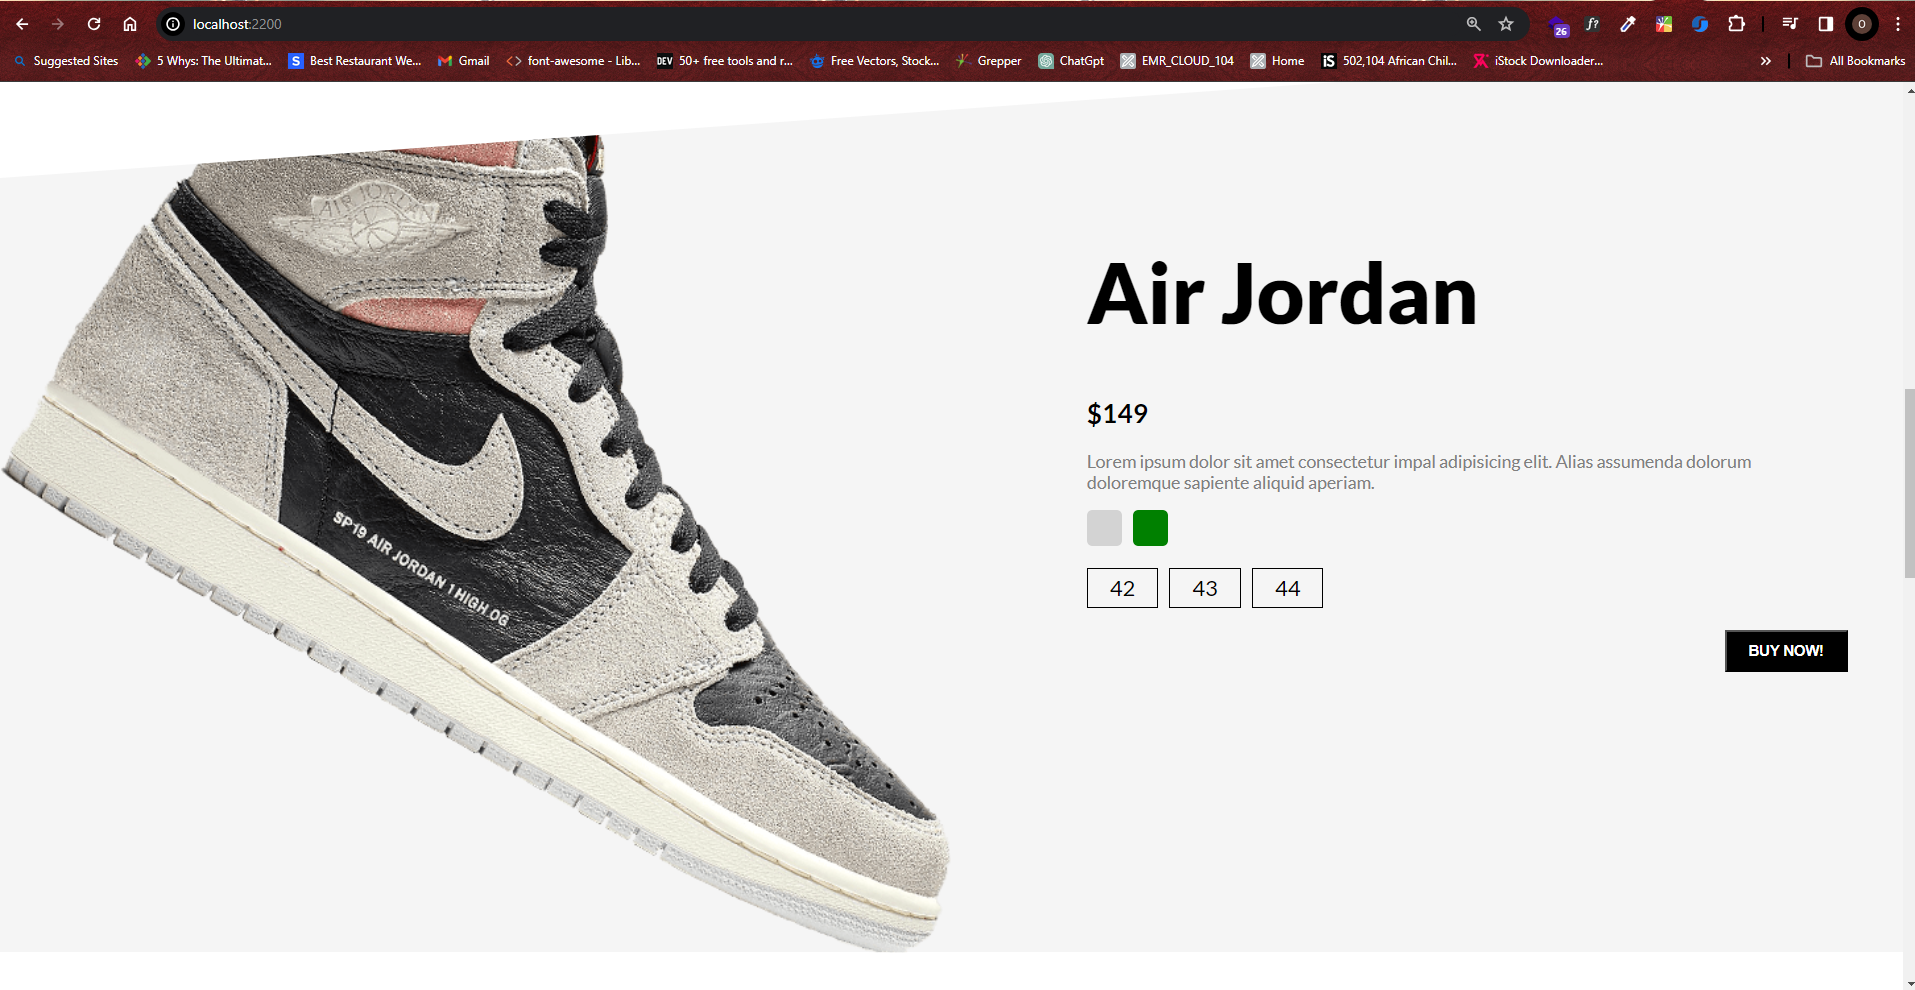 localhost:2200
26
f?
O
Suggested Sites
5 Whys: The Ultimat...
S
Best Restaurant We...
Gmail
font-awesome - Lib...
DEV
50+ free tools and r...
Free Vectors, Stock...
Grepper
ChatGpt
EMR_CLOUD_104
Home
iS
502,104 African Chil...
iStock Downloader...
All Bookmarks
AIR JORDAN
SP19 AIR JORDAN 1 HIGH OG
Air Jordan
$149
Lorem ipsum dolor sit amet consectetur impal adipisicing elit. Alias assumenda dolorum
doloremque sapiente aliquid aperiam.
42
43
44
BUY NOW!